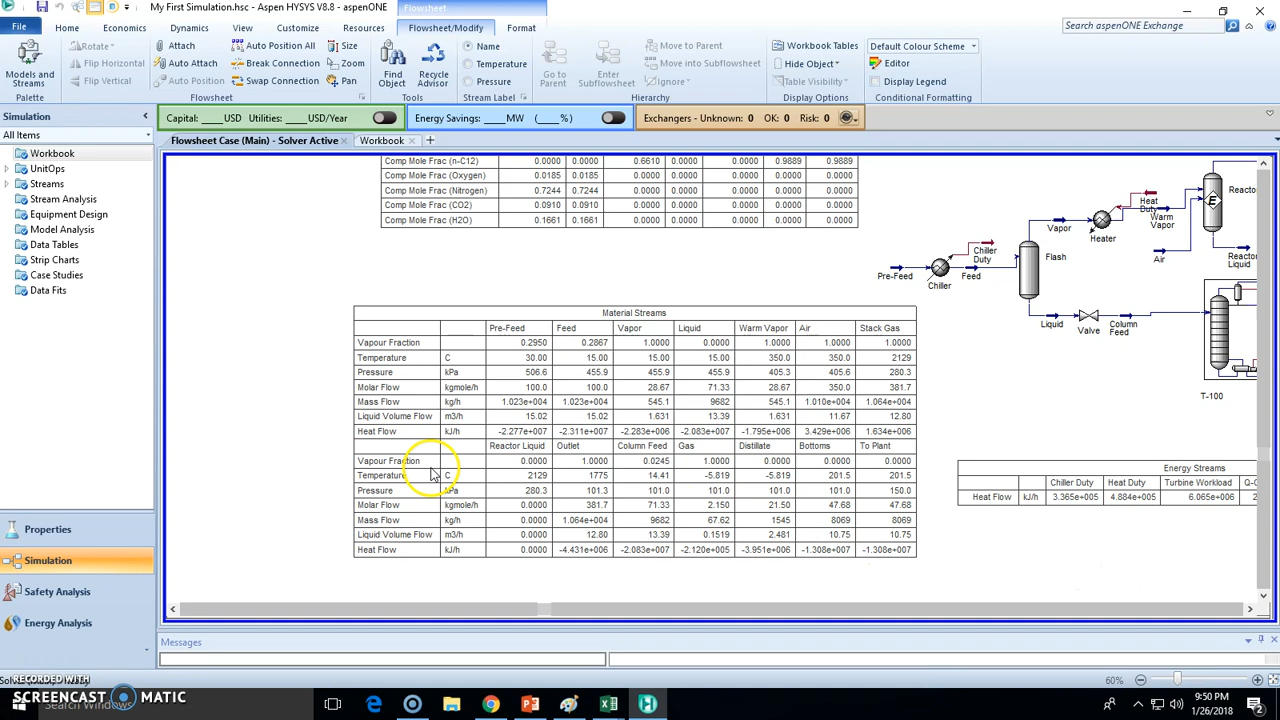 My First Simulation.hsc - Aspen HYSYS V8.8 - aspenONE
Flowsheet
File Home Economics Dynamics View Customize Resources Flowsheet/Modify Format
Search aspenONE Exchange
Models and Streams
Palette
Rotate
Flip Horizontal
Flip Vertical
Attach
Auto Attach
Auto Position
Auto Position All
Break Connection
Swap Connection
Size
Zoom
Pan
Flowsheet
Find Object
Recycle Advisor
Tools
Name
Temperature
Pressure
Stream Label
Go to Parent
Enter Subflowsheet
Move to Parent
Move into Subflowsheet
Ignore
Hierarchy
Workbook Tables
Hide Object
Table Visibility
Display Options
Default Colour Scheme
Editor
Display Legend
Conditional Formatting
Capital: ____ USD Utilities: ____ USD/Year
Energy Savings: ____ MW (____ %)
Exchangers - Unknown: 0 OK: 0 Risk: 0
Simulation
All Items
Workbook
UnitOps
Streams
Stream Analysis
Equipment Design
Model Analysis
Data Tables
Strip Charts
Case Studies
Data Fits
Properties
Simulation
Safety Analysis
Energy Analysis
Flowsheet Case (Main) - Solver Active
Workbook
Comp Mole Frac (n-C12) 0.0000 0.0000 0.6610 0.0000 0.0000 0.9889 0.9889
Comp Mole Frac (Oxygen) 0.0185 0.0185 0.0000 0.0000 0.0000 0.0000 0.0000
Comp Mole Frac (Nitrogen) 0.7244 0.7244 0.0000 0.0000 0.0000 0.0000 0.0000
Comp Mole Frac (CO2) 0.0910 0.0910 0.0000 0.0000 0.0000 0.0000 0.0000
Comp Mole Frac (H2O) 0.1661 0.1661 0.0000 0.0000 0.0000 0.0000 0.0000
Pre-Feed
Chiller
Chiller Duty
Feed
Flash
Vapor
Heater
Heat Duty
Warm Vapor
Air
E
Liquid
Valve
Column Feed
T-100
Material Streams
Pre-Feed Feed Vapor Liquid Warm Vapor Air Stack Gas
Vapour Fraction 0.2950 0.2867 1.0000 0.0000 1.0000 1.0000 1.0000
Temperature C 30.00 15.00 15.00 15.00 350.0 350.0 2129
Pressure kPa 506.6 455.9 455.9 455.9 405.3 405.6 280.3
Molar Flow kgmole/h 100.0 100.0 28.67 71.33 28.67 350.0 381.7
Mass Flow kg/h 1.023e+004 1.023e+004 545.1 9682 545.1 1.010e+004 1.064e+004
Liquid Volume Flow m3/h 15.02 15.02 1.631 13.39 1.631 11.67 12.80
Heat Flow kJ/h -2.277e+007 -2.311e+007 -2.283e+006 -2.083e+007 -1.795e+006 3.429e+006 1.634e+006
Reactor Liquid Outlet Column Feed Gas Distillate Bottoms To Plant
Vapour Fraction 0.0000 1.0000 0.0245 1.0000 0.0000 0.0000 0.0000
Temperature C 2129 1775 14.41 -5.819 -5.819 201.5 201.5
Pressure kPa 280.3 101.3 101.0 101.0 101.0 101.0 150.0
Molar Flow kgmole/h 0.0000 381.7 71.33 2.150 21.50 47.68 47.68
Mass Flow kg/h 0.0000 1.064e+004 9682 67.62 1545 8069 8069
Liquid Volume Flow m3/h 0.0000 12.80 13.39 0.1519 2.481 10.75 10.75
Heat Flow kJ/h 0.0000 -4.431e+006 -2.083e+007 -2.120e+005 -3.951e+006 -1.308e+007 -1.308e+007
Energy Streams
Chiller Duty Heat Duty Turbine Workload
Heat Flow kJ/h 3.365e+005 4.884e+005 6.065e+006
Messages
60%
RECORDED WITH
SCREENCAST MATIC
Search Windows
9:50 PM
1/26/2018